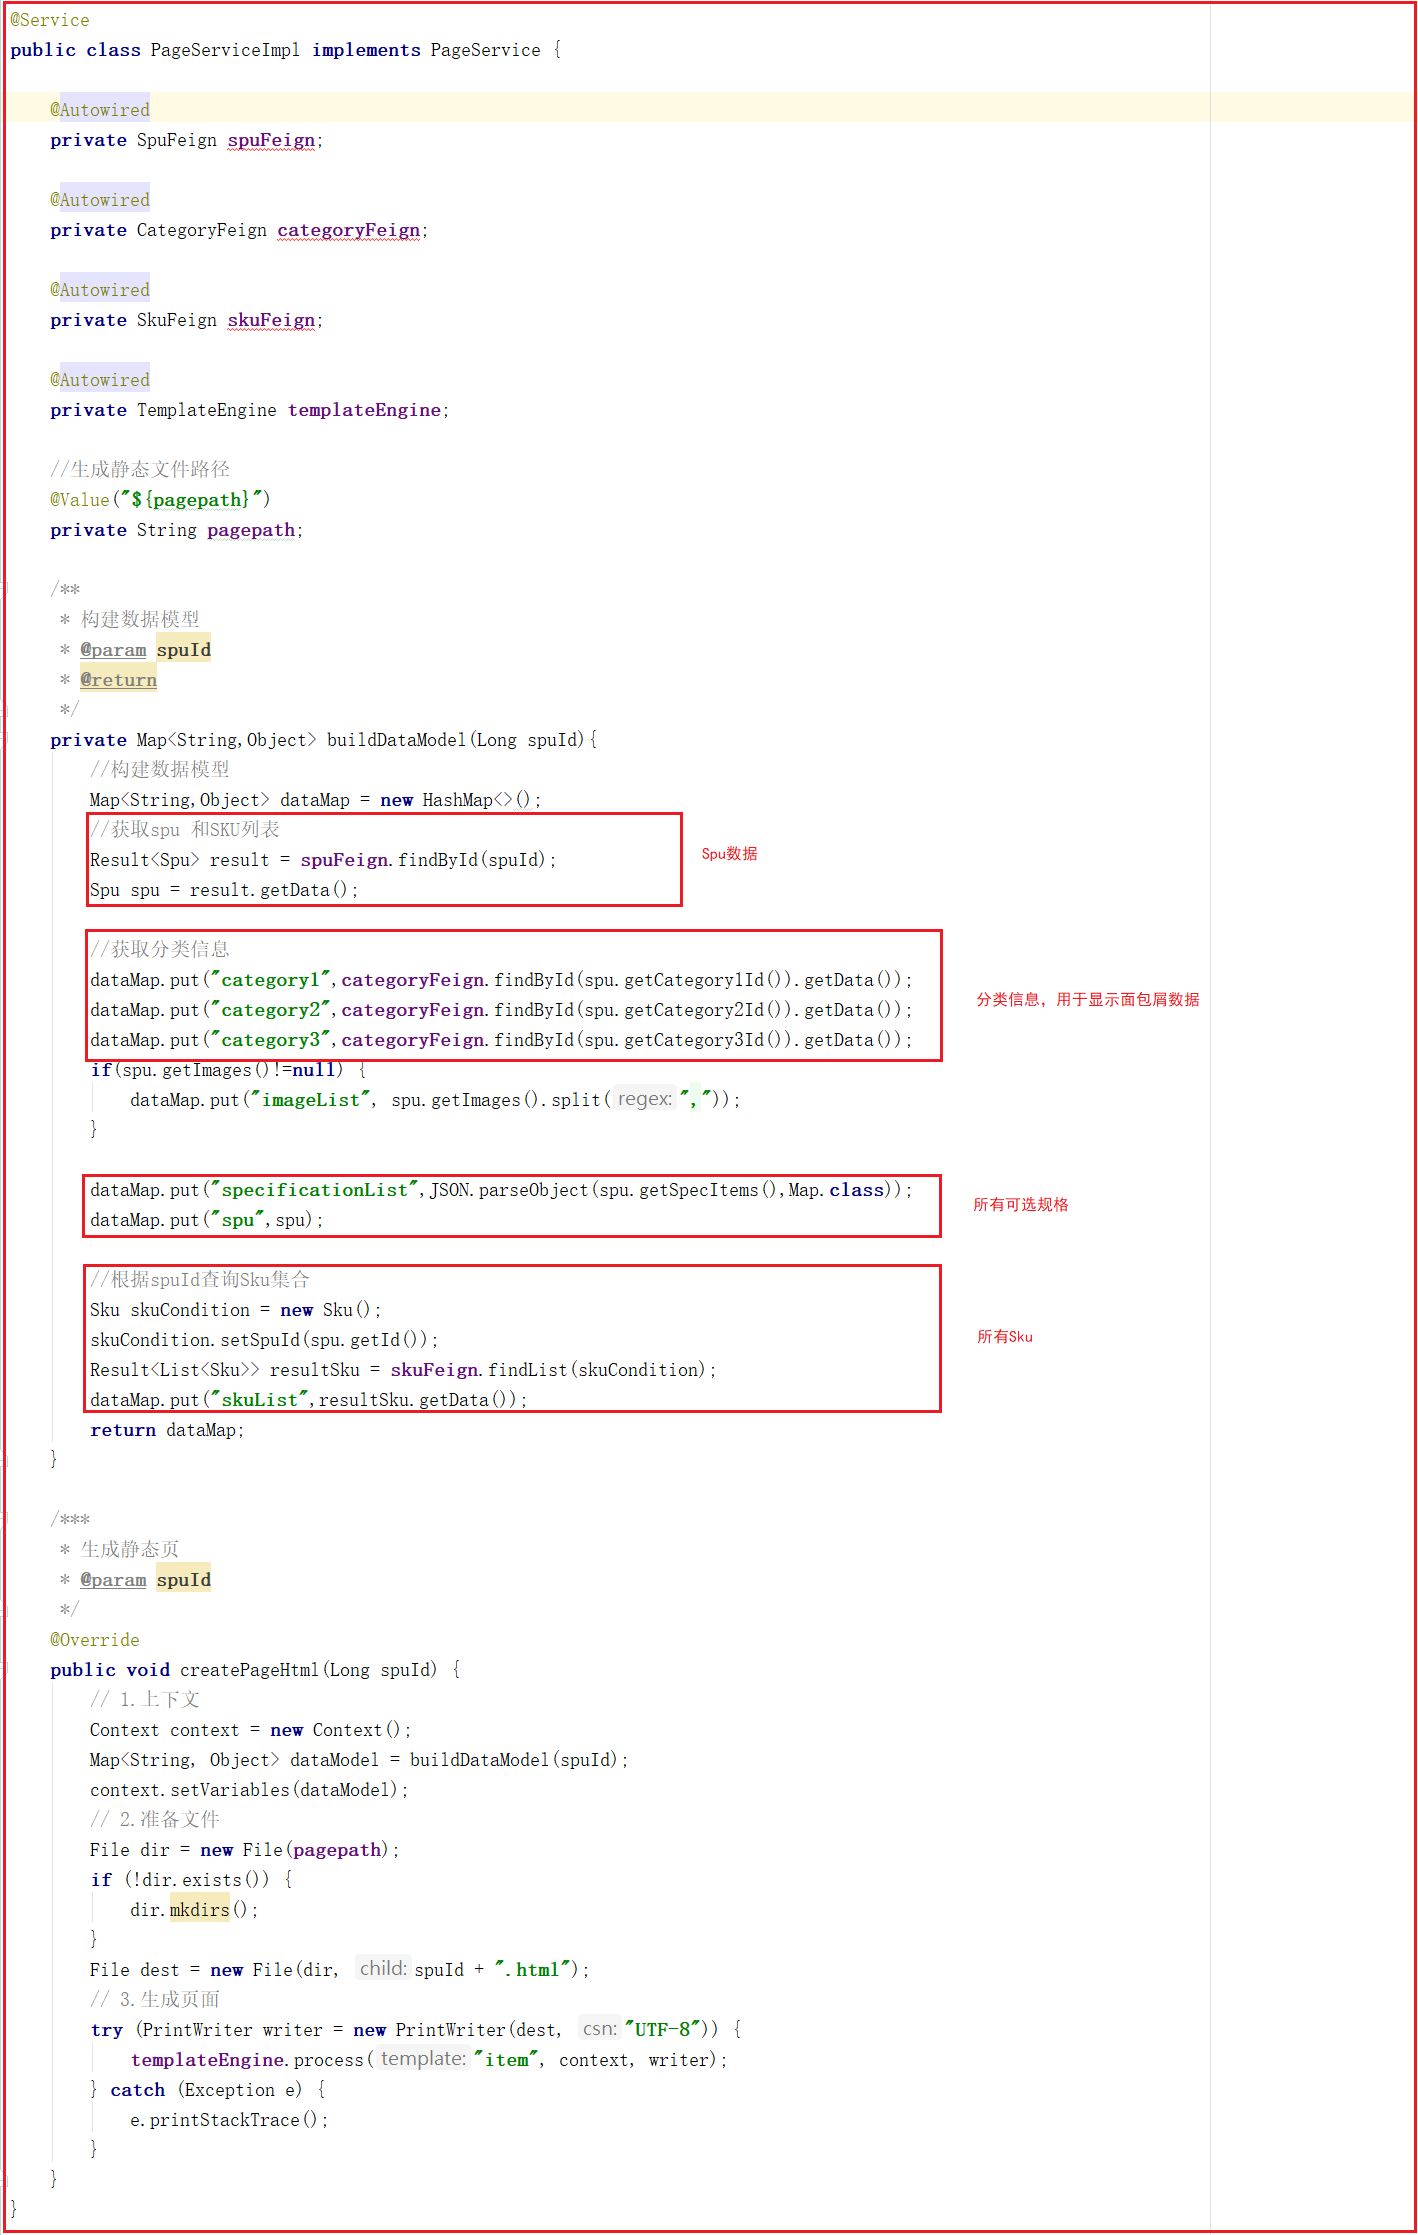 @Service
public class PageServiceImpl implements PageService {
@Autowired
private SpuFeign spuFeign;
@Autowired
private CategoryFeign categoryFeign;
@Autowired
private SkuFeign skuFeign;
@Autowired
private TemplateEngine templateEngine;
//生成静态文件路径
@Value("${pagepath}")
private String pagepath;
/**
* 构建数据模型
* @param spuId
* @return
*/
private Map<String,Object> buildDataModel(Long spuId){
//构建数据模型
Map<String,Object> dataMap = new HashMap<>();
//获取spu 和SKU列表
Result<Spu> result = spuFeign.findById(spuId);
Spu数据
Spu spu = result.getData();
//获取分类信息
dataMap.put("category1",categoryFeign.findById(spu.getCategory1Id()).getData());
dataMap.put("category2",categoryFeign.findById(spu.getCategory2Id()).getData());
分类信息，用于显示面包屑数据
dataMap.put("category3",categoryFeign.findById(spu.getCategory3Id()).getData());
if(spu.getImages()!=null) {
dataMap.put("imageList", spu.getImages().split( regex: ","));
}
dataMap.put("specificationList",JSON.parseObject(spu.getSpecItems(),Map.class));
所有可选规格
dataMap.put("spu",spu);
//根据spuId查询Sku集合
Sku skuCondition = new Sku();
skuCondition.setSpuId(spu.getId());
所有Sku
Result<List<Sku>> resultSku = skuFeign.findList(skuCondition);
dataMap.put("skuList",resultSku.getData());
return dataMap;
}
/***
* 生成静态页
* @param spuId
*/
@Override
public void createPageHtml(Long spuId) {
// 1.上下文
Context context = new Context();
Map<String, Object> dataModel = buildDataModel(spuId);
context.setVariables(dataModel);
// 2.准备文件
File dir = new File(pagepath);
if (!dir.exists()) {
dir.mkdirs();
}
File dest = new File(dir, child: spuId + ".html");
// 3.生成页面
try (PrintWriter writer = new PrintWriter(dest, csn: "UTF-8")) {
templateEngine.process( template: "item", context, writer);
} catch (Exception e) {
e.printStackTrace();
}
}
}